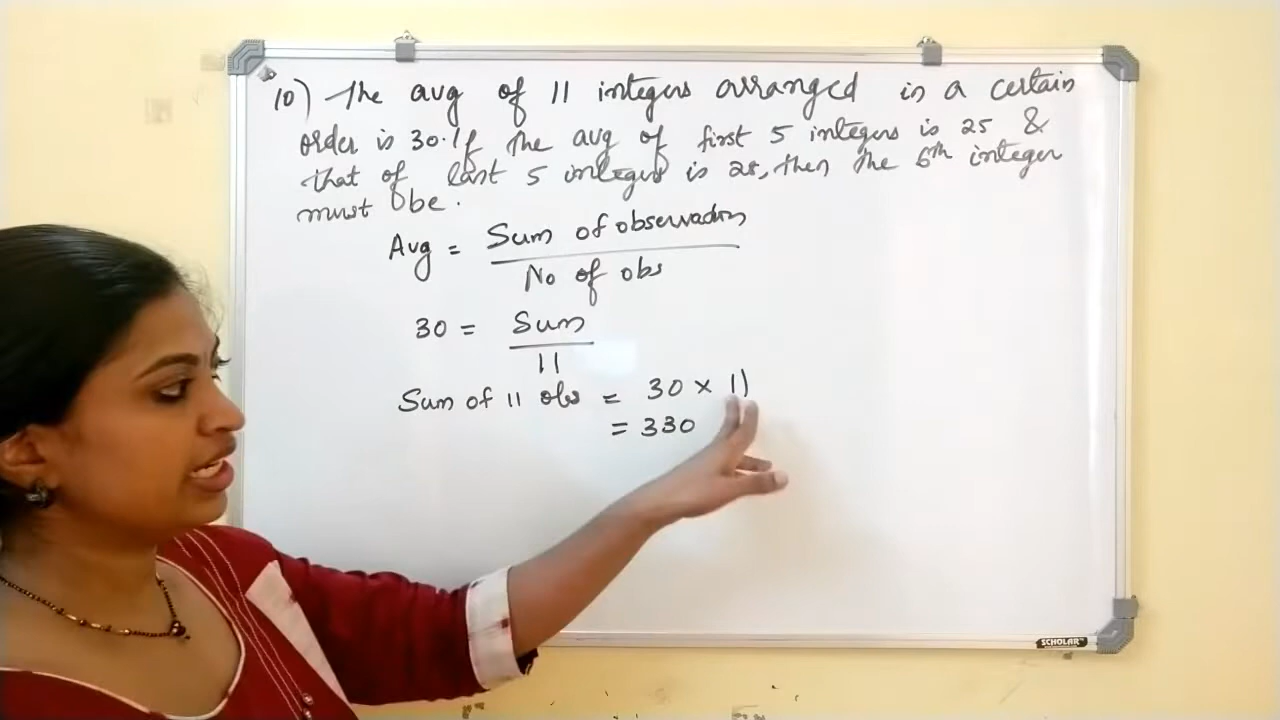 10) The avg of 11 integers arranged in a certain
order is 30. If the avg of first 5 integers is 25 &
that of last 5 integers is 28, then the 6th integer
must be.
Avg = Sum of observations
No of obs
30 = Sum
11
Sum of 11 obs = 30 × 11
= 330
SCHOLAR